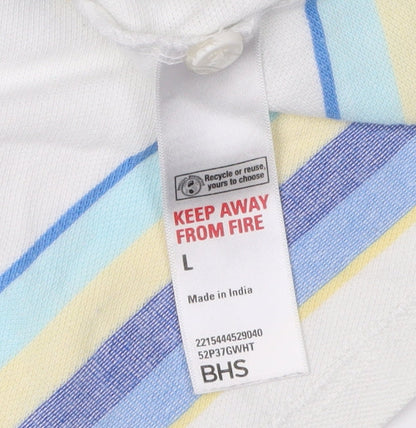 Recycle or reuse,
yours to choose
KEEP AWAY
FROM FIRE
L
Made in India
2215444529040
52P37GWHT
BHS